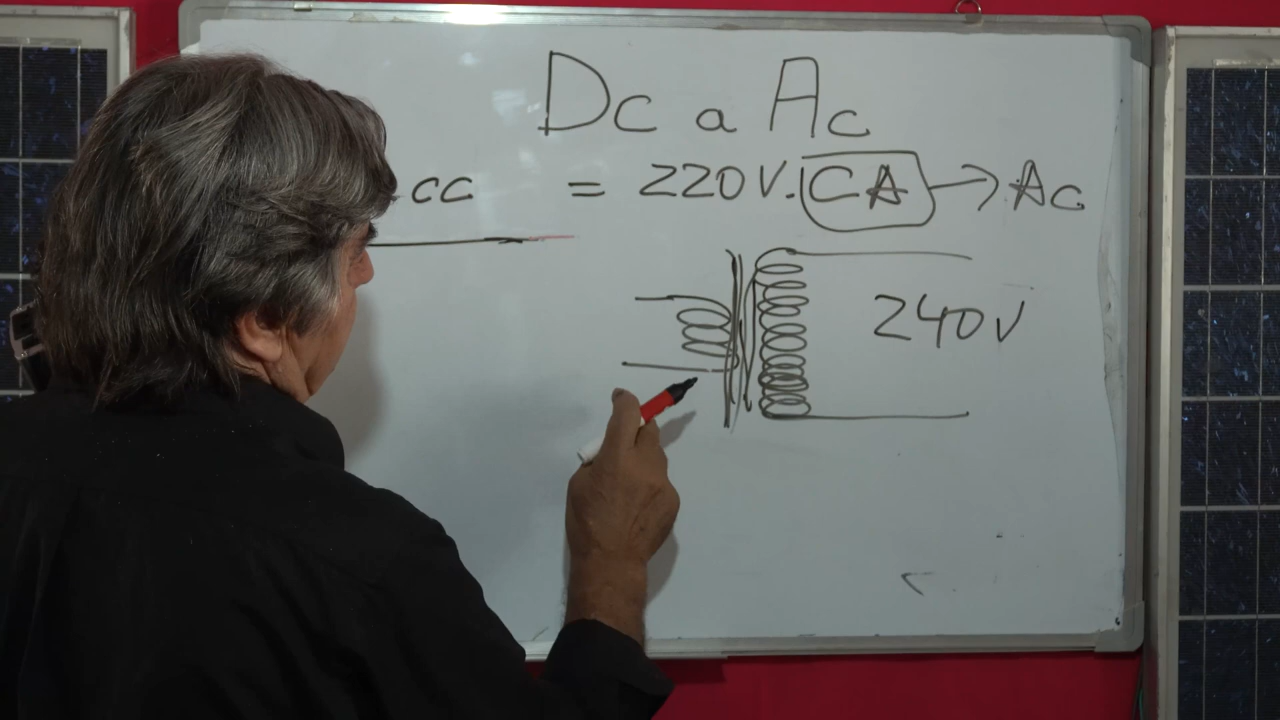 Dc a Ac
cc = 220V. CA → Ac
240V